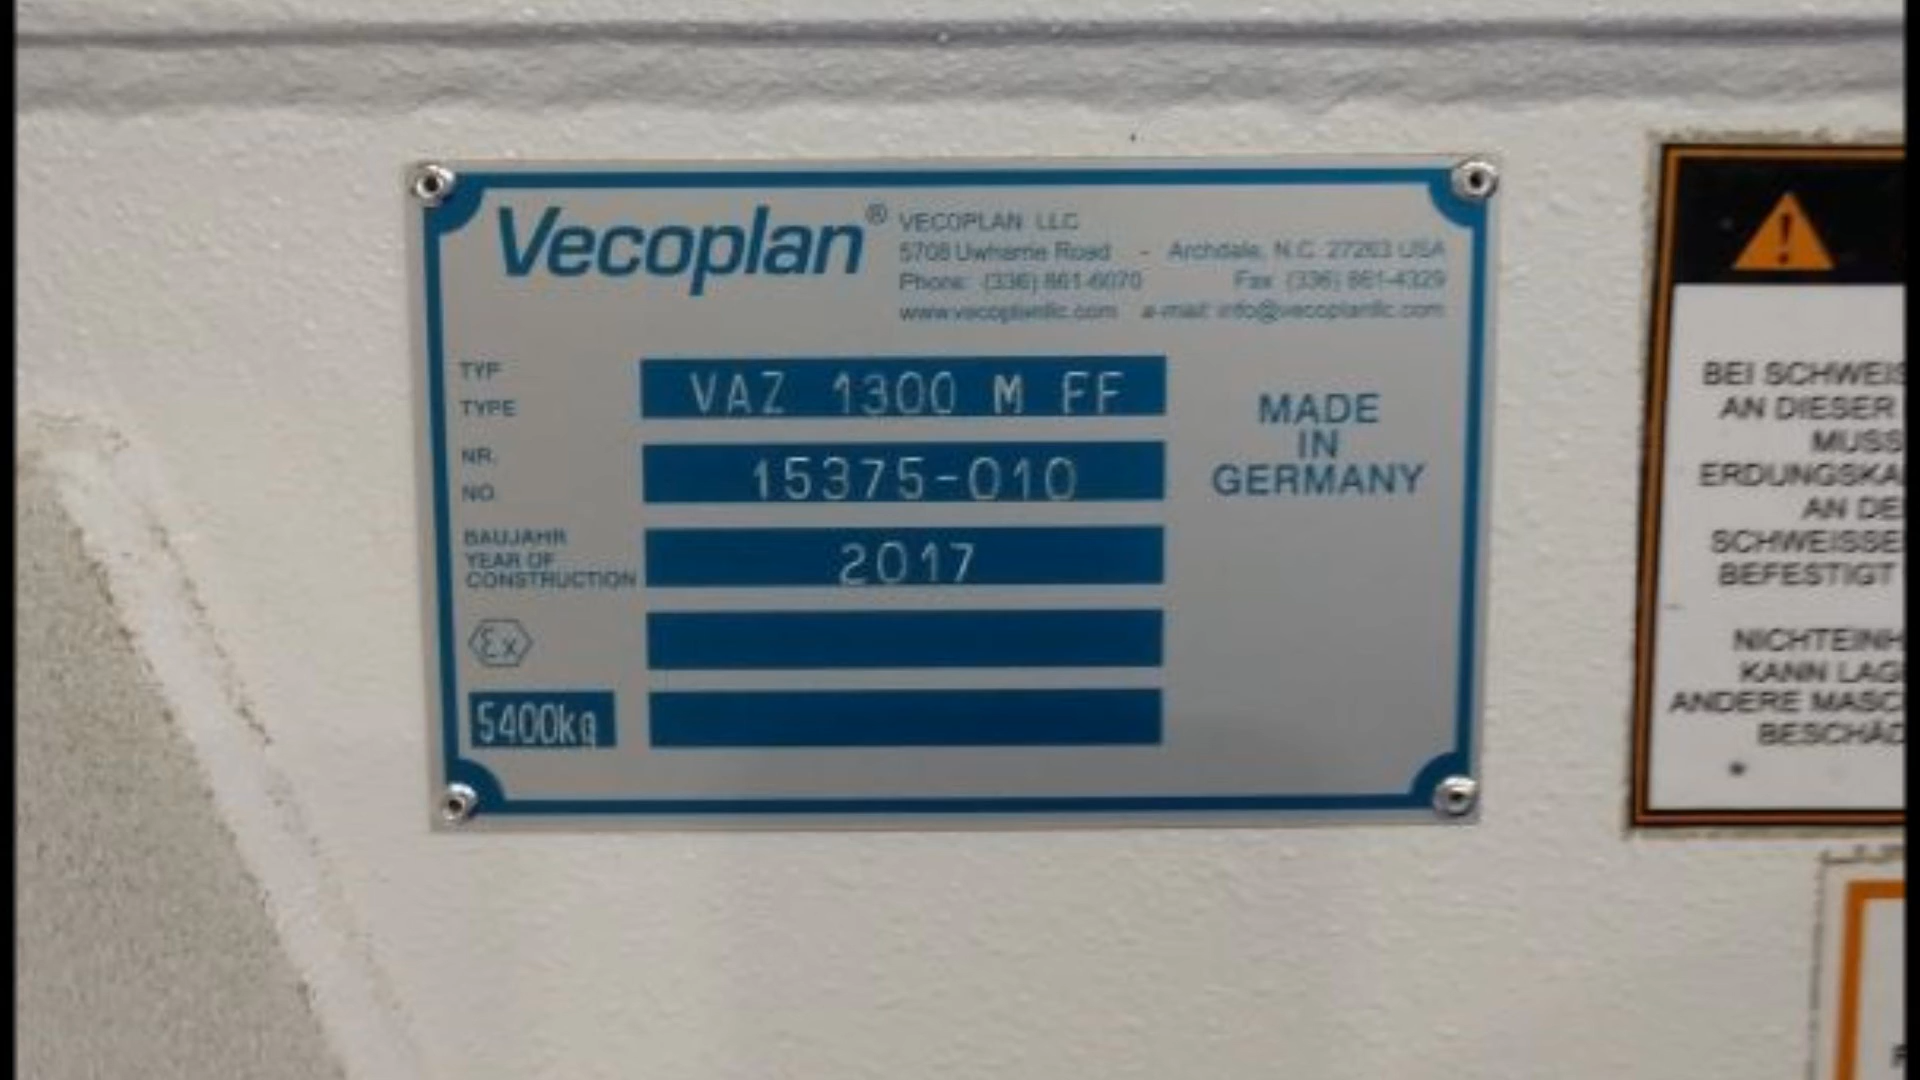 Vecoplan®
VECOPLAN LLC
5708 Uwharrie Road - Archdale, N.C. 27263 USA
Phone: (336) 861-6070 Fax (336) 861-4329
www.vecoplanllc.com e-mail: info@vecoplanllc.com
TYP
TYPE
VAZ 1300 M FF
NR.
NO.
15375-010
BAUJAHR
YEAR OF
CONSTRUCTION
2017
Ex
5400kg
MADE
IN
GERMANY
BEI SCHWEIS
AN DIESER
MUSS
ERDUNGSKA
AN DE
SCHWEISSE
BEFESTIGT
NICHTEINH
KANN LAG
ANDERE MASC
BESCHÄD